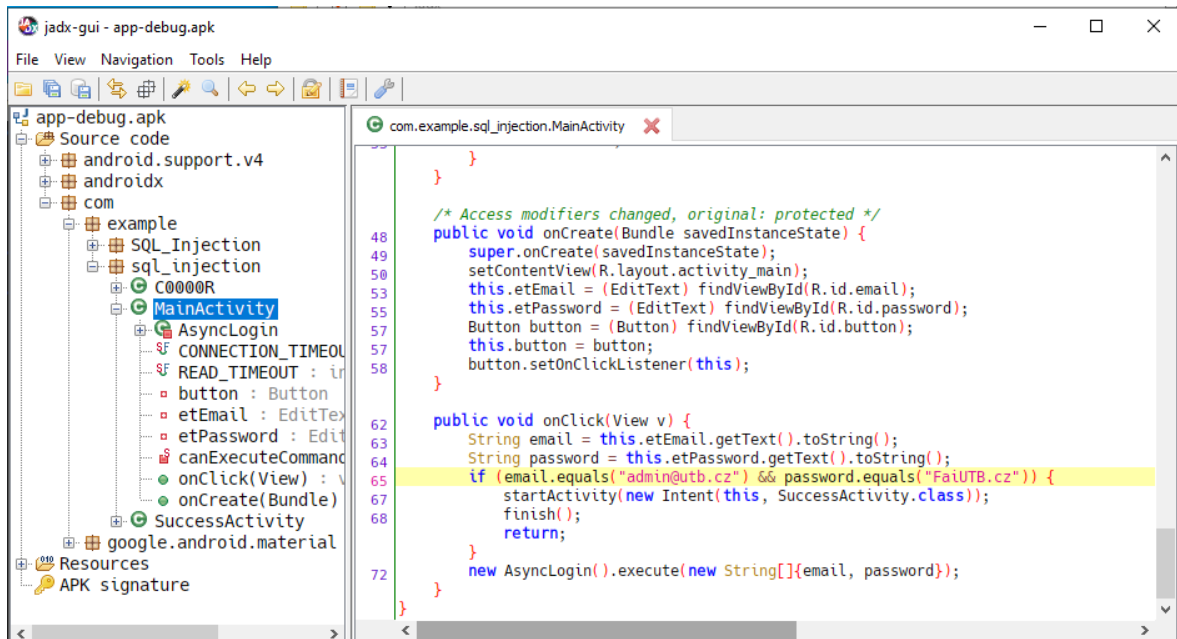 jadx-gui - app-debug.apk
File View Navigation Tools Help
app-debug.apk
Source code
android.support.v4
androidx
com
example
SQL_Injection
sql_injection
C0000R
MainActivity
AsyncLogin
CONNECTION_TIMEOU
READ_TIMEOUT : in
button : Button
etEmail : EditTex
etPassword : Edit
canExecuteCommand
onClick(View) : v
onCreate(Bundle)
SuccessActivity
google.android.material
Resources
APK signature
com.example.sql_injection.MainActivity
}
}
/* Access modifiers changed, original: protected */
48 public void onCreate(Bundle savedInstanceState) {
49 super.onCreate(savedInstanceState);
50 setContentView(R.layout.activity_main);
53 this.etEmail = (EditText) findViewById(R.id.email);
55 this.etPassword = (EditText) findViewById(R.id.password);
57 Button button = (Button) findViewById(R.id.button);
57 this.button = button;
58 button.setOnClickListener(this);
}
62 public void onClick(View v) {
63 String email = this.etEmail.getText().toString();
64 String password = this.etPassword.getText().toString();
65 if (email.equals("admin@utb.cz") && password.equals("FaiUTB.cz")) {
67 startActivity(new Intent(this, SuccessActivity.class));
68 finish();
return;
}
72 new AsyncLogin().execute(new String[]{email, password});
}
}